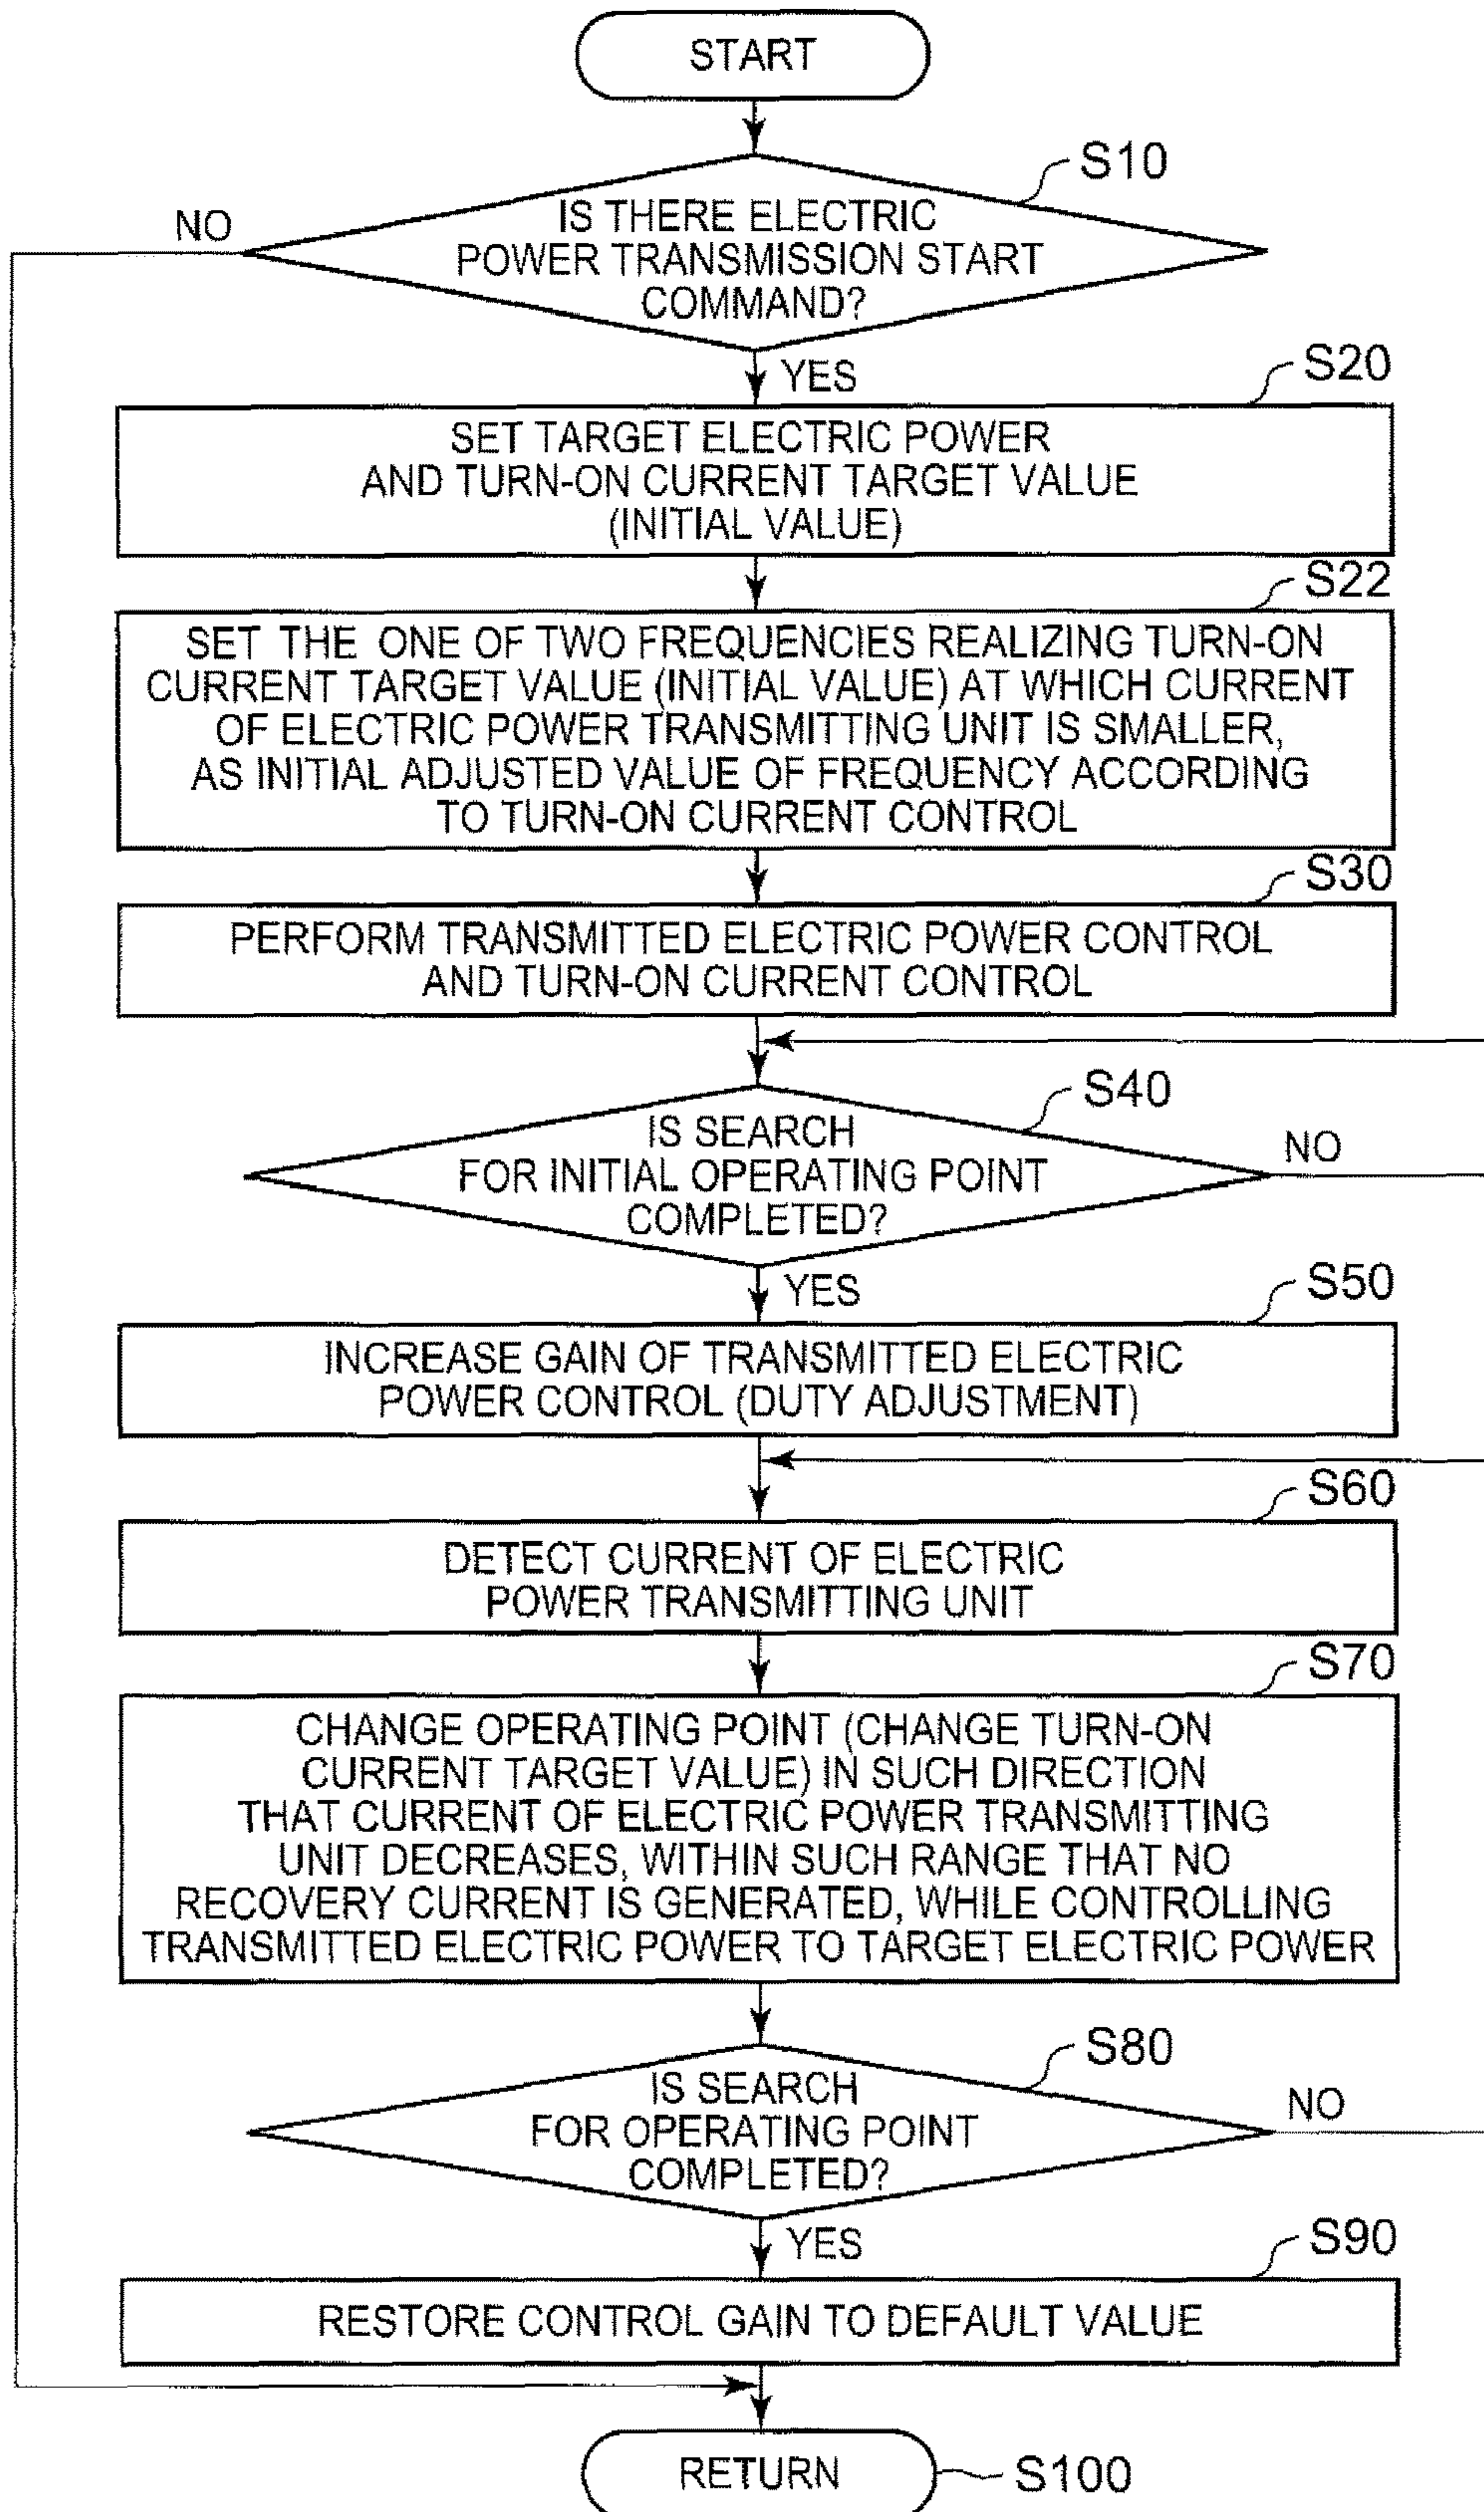 START
S10
NO
IS THERE ELECTRIC
POWER TRANSMISSION START
COMMAND?
YES
S20
SET TARGET ELECTRIC POWER
AND TURN-ON CURRENT TARGET VALUE
(INITIAL VALUE)
S22
SET THE ONE OF TWO FREQUENCIES REALIZING TURN-ON
CURRENT TARGET VALUE (INITIAL VALUE) AT WHICH CURRENT
OF ELECTRIC POWER TRANSMITTING UNIT IS SMALLER,
AS INITIAL ADJUSTED VALUE OF FREQUENCY ACCORDING
TO TURN-ON CURRENT CONTROL
S30
PERFORM TRANSMITTED ELECTRIC POWER CONTROL
AND TURN-ON CURRENT CONTROL
S40
IS SEARCH
FOR INITIAL OPERATING POINT
COMPLETED?
NO
YES
S50
INCREASE GAIN OF TRANSMITTED ELECTRIC
POWER CONTROL (DUTY ADJUSTMENT)
S60
DETECT CURRENT OF ELECTRIC
POWER TRANSMITTING UNIT
S70
CHANGE OPERATING POINT (CHANGE TURN-ON
CURRENT TARGET VALUE) IN SUCH DIRECTION
THAT CURRENT OF ELECTRIC POWER TRANSMITTING
UNIT DECREASES, WITHIN SUCH RANGE THAT NO
RECOVERY CURRENT IS GENERATED, WHILE CONTROLLING
TRANSMITTED ELECTRIC POWER TO TARGET ELECTRIC POWER
S80
IS SEARCH
FOR OPERATING POINT
COMPLETED?
NO
YES
S90
RESTORE CONTROL GAIN TO DEFAULT VALUE
RETURN
S100